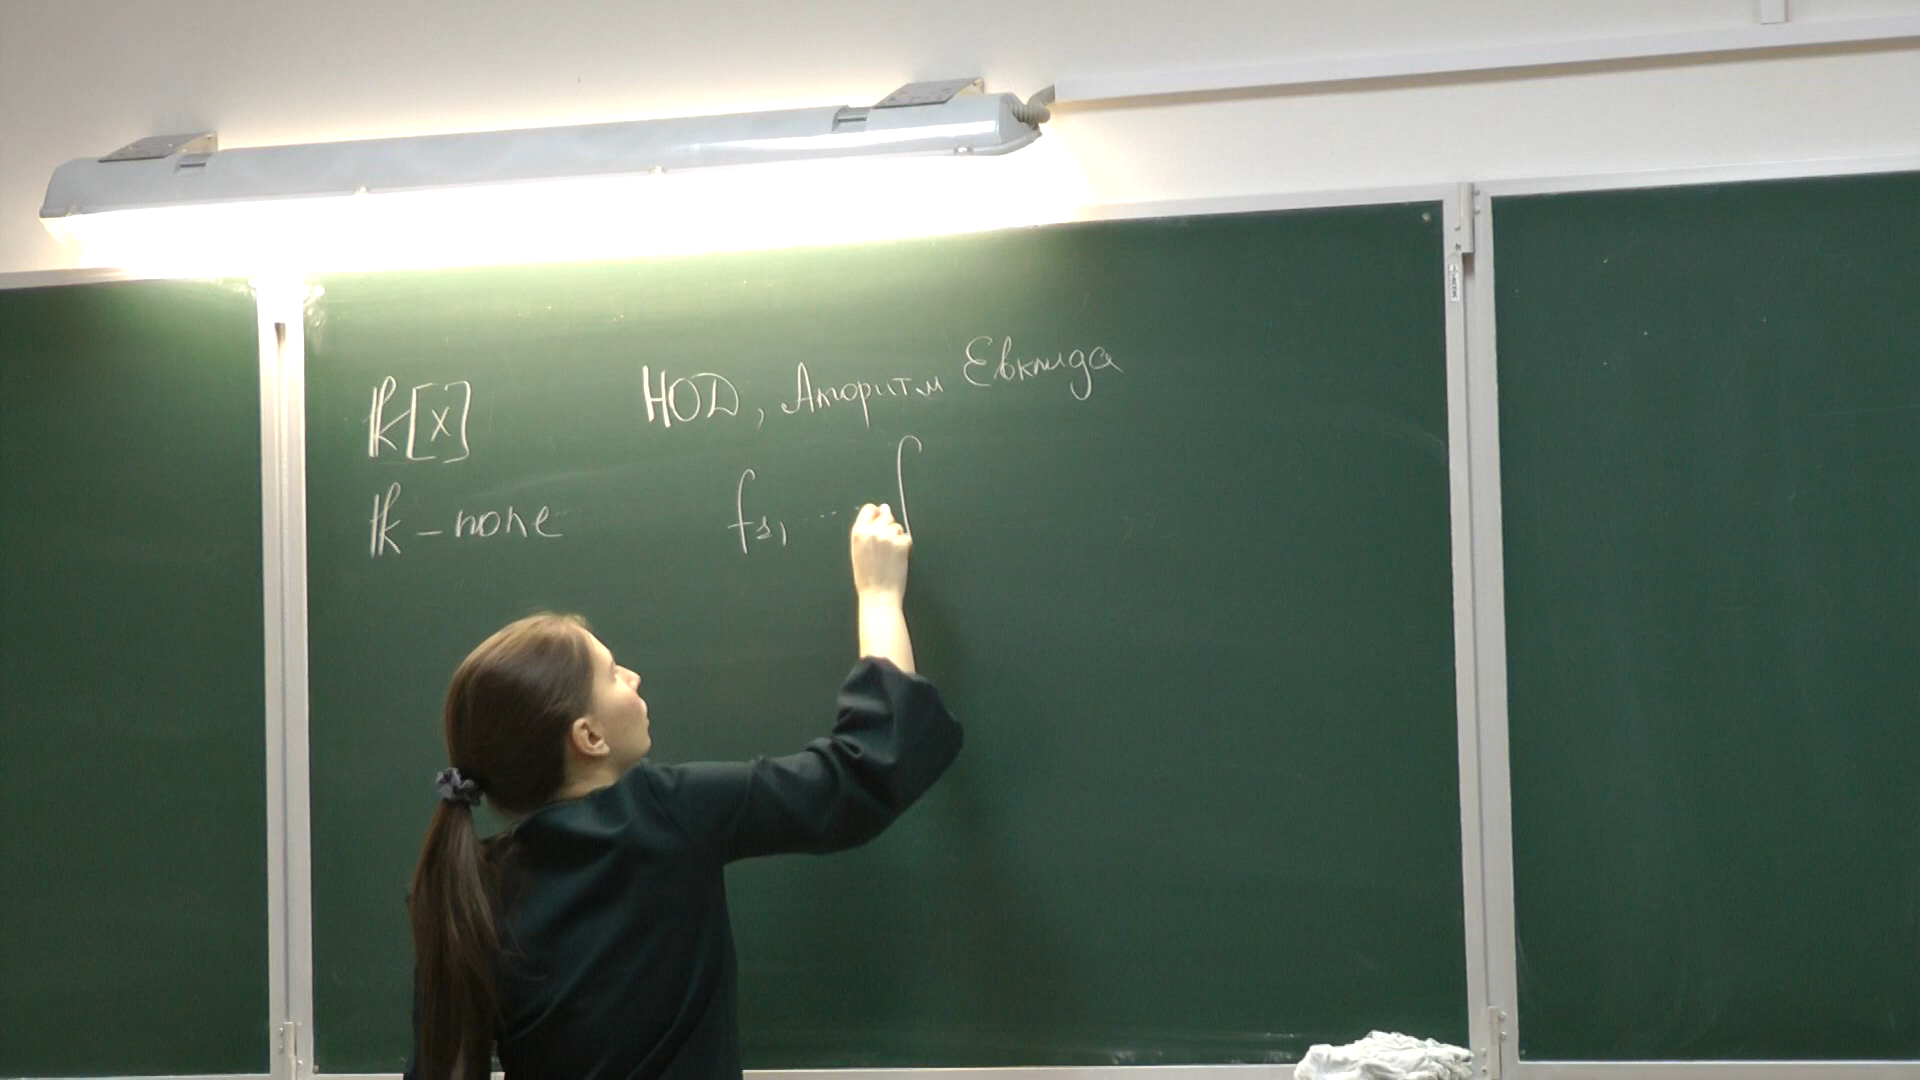 𝕜[x]
НОД, Алгоритм Евклида
𝕜 - поле
f₁, ... f